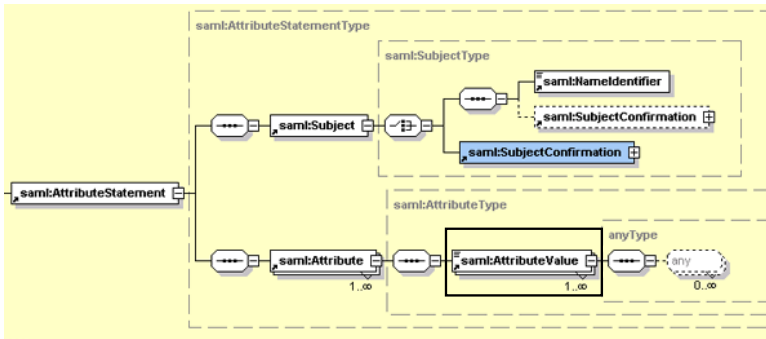 saml:AttributeStatementType
saml:SubjectType
saml:NameIdentifier
saml:SubjectConfirmation
saml:Subject
saml:SubjectConfirmation
saml:AttributeStatement
saml:AttributeType
anyType
saml:Attribute
saml:AttributeValue
any
1..∞
1..∞
0..∞